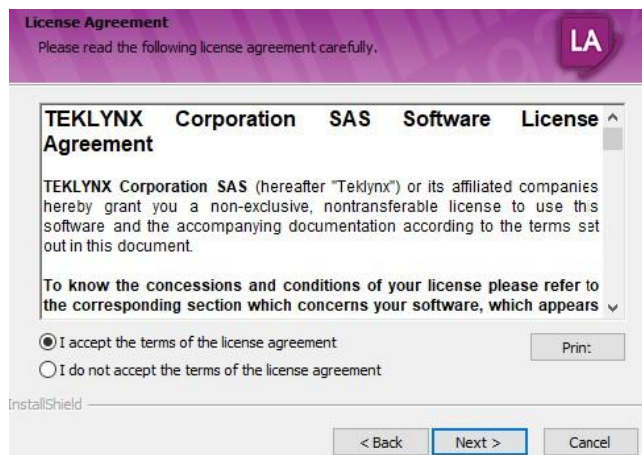 License Agreement
Please read the following license agreement carefully.
LA
TEKLYNX Corporation SAS Software License
Agreement
TEKLYNX Corporation SAS (hereafter "Teklynx") or its affiliated companies
hereby grant you a non-exclusive, nontransferable license to use this
software and the accompanying documentation according to the terms set
out in this document.
To know the concessions and conditions of your license please refer to
the corresponding section which concerns your software, which appears
I accept the terms of the license agreement
Print
I do not accept the terms of the license agreement
InstallShield
< Back
Next >
Cancel